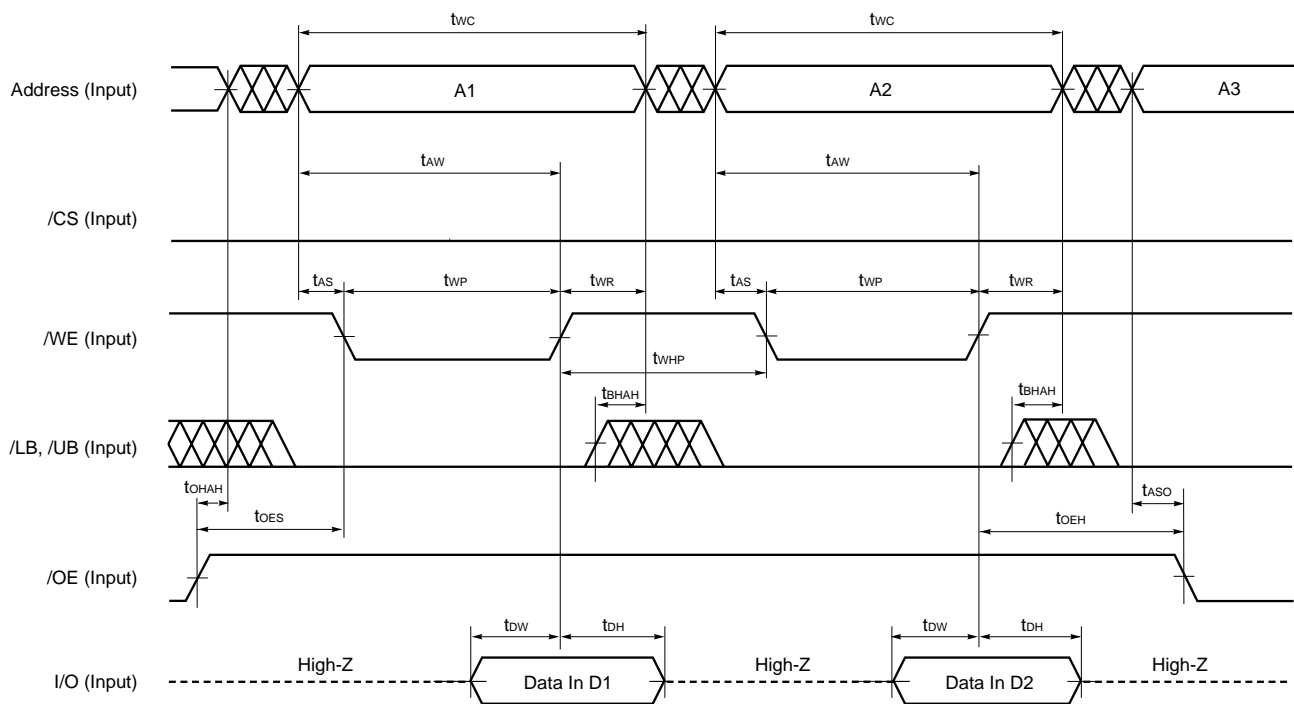 tWC tWC
Address (Input) A1 A2 A3
tAW tAW
/CS (Input)
tAS tWP tWR tAS tWP tWR
/WE (Input)
tWHP
tBHAH tBHAH
/LB, /UB (Input)
tOHAH tASO
tOES tOEH
/OE (Input)
tDW tDH tDW tDH
High-Z High-Z High-Z
I/O (Input) Data In D1 Data In D2